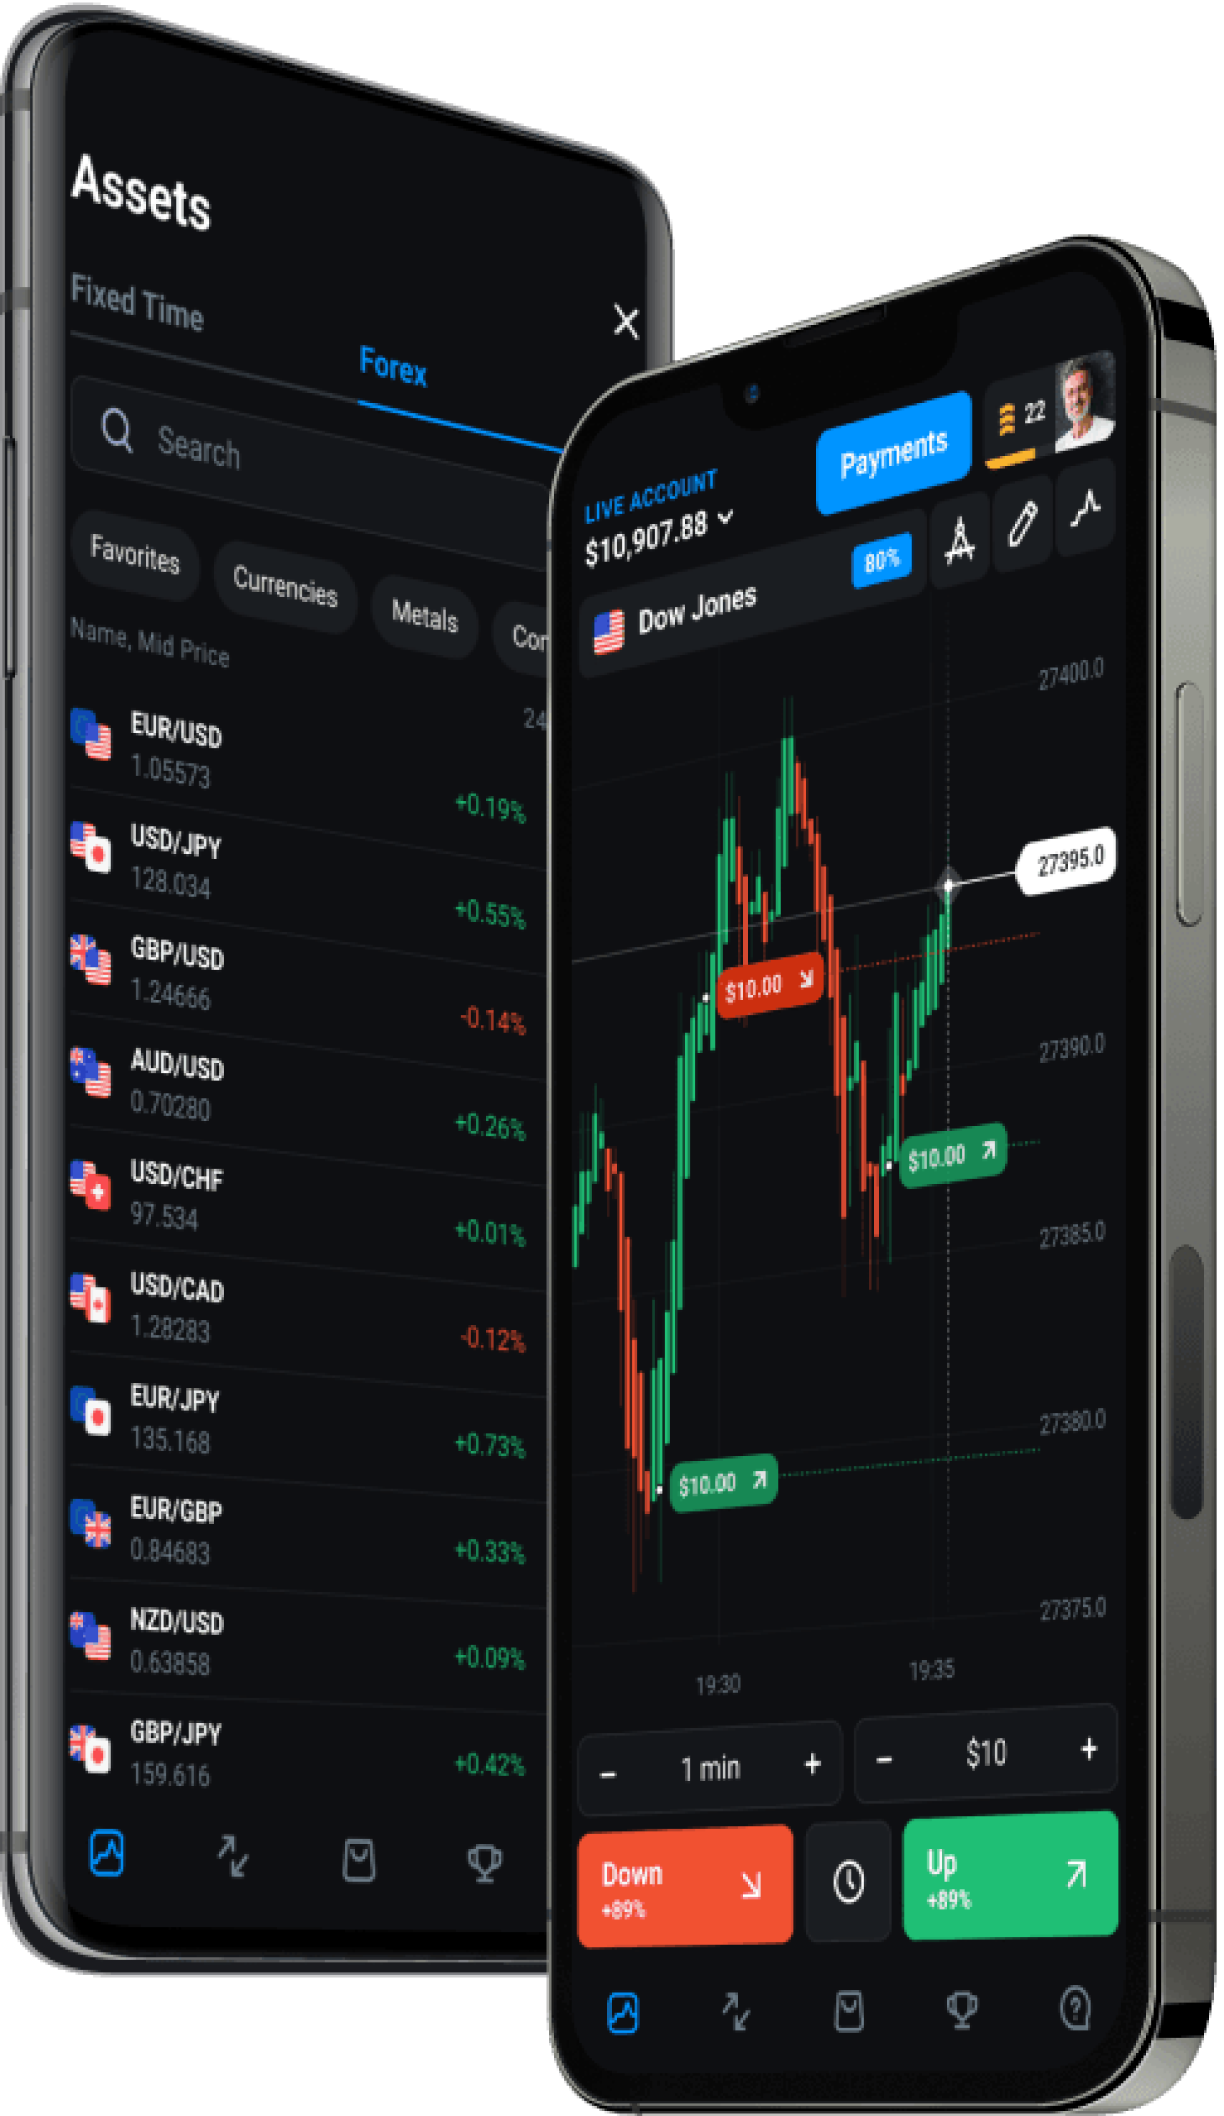 Assets
Fixed Time
Forex
Search
Favorites
Currencies
Metals
Name, Mid Price
24
EUR/USD
1.05573
+0.19%
USD/JPY
128.034
+0.55%
GBP/USD
1.24666
-0.14%
AUD/USD
0.70280
+0.26%
USD/CHF
97.534
+0.01%
USD/CAD
1.28283
-0.12%
EUR/JPY
135.168
+0.73%
EUR/GBP
0.84683
+0.33%
NZD/USD
0.63858
+0.09%
GBP/JPY
159.616
+0.42%
LIVE ACCOUNT
$10,907.88
Payments
22
Dow Jones
80%
27400.0
27395.0
$10.00
27390.0
$10.00
27385.0
27380.0
$10.00
27375.0
19:30
19:35
- 1 min +
- $10 +
Down
+89%
Up
+89%